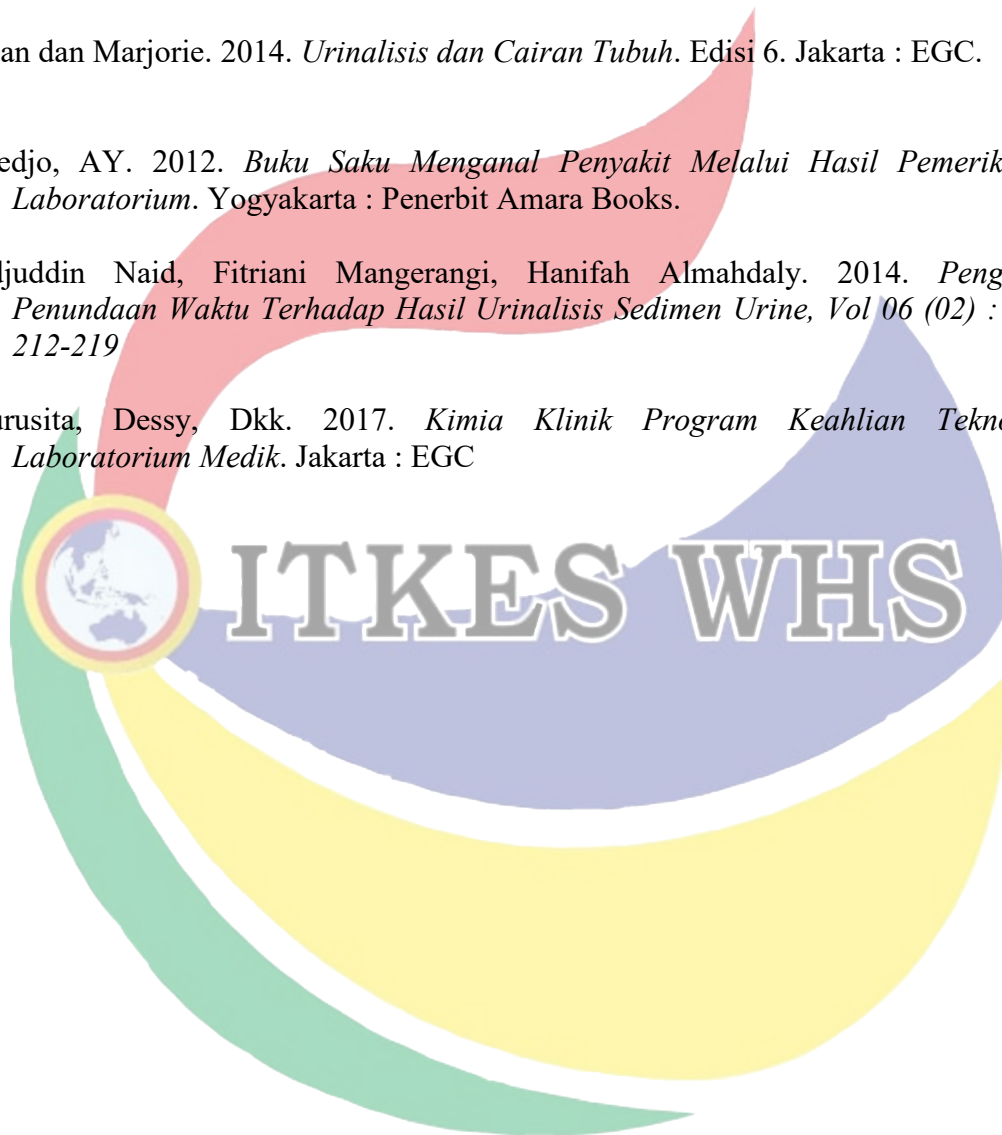 an dan Marjorie. 2014. Urinalisis dan Cairan Tubuh. Edisi 6. Jakarta : EGC.
edjo, AY. 2012. Buku Saku Menganal Penyakit Melalui Hasil Pemerik
Laboratorium. Yogyakarta : Penerbit Amara Books.
djuddin Naid, Fitriani Mangerangi, Hanifah Almahdaly. 2014. Peng
Penundaan Waktu Terhadap Hasil Urinalisis Sedimen Urine, Vol 06 (02) :
212-219
urusita, Dessy, Dkk. 2017. Kimia Klinik Program Keahlian Tekno
Laboratorium Medik. Jakarta : EGC
ITKES WHS